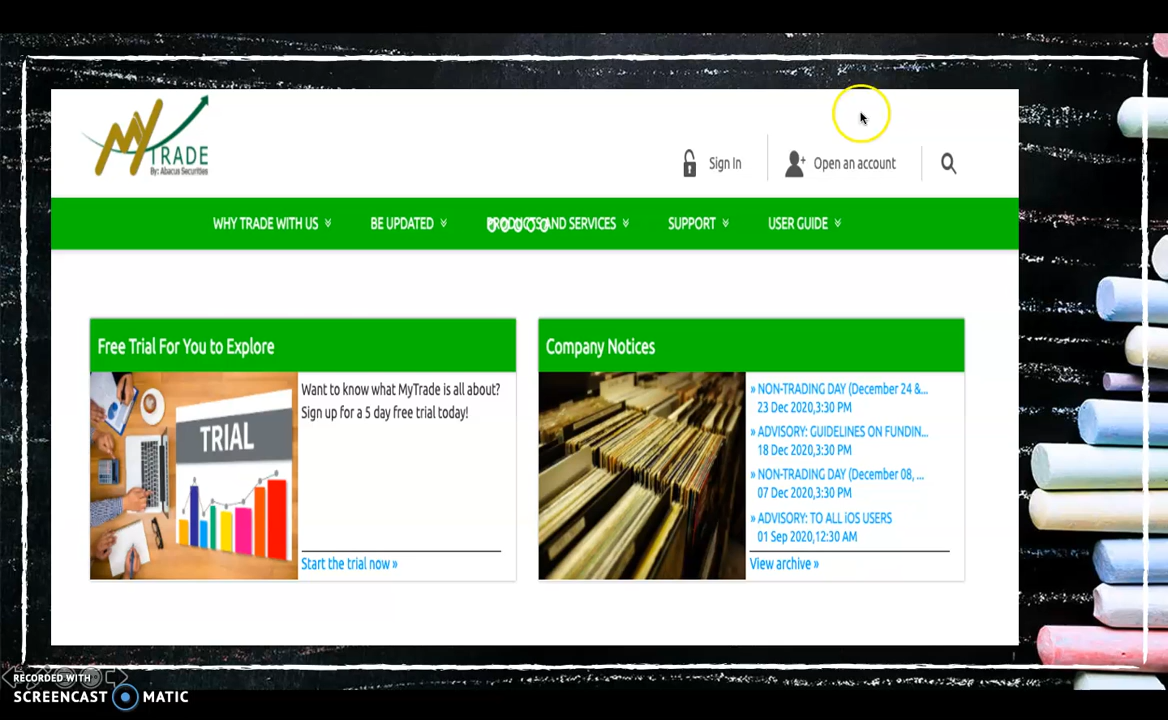 MYTRADE
By: Abacus Securities
Sign In
Open an account
WHY TRADE WITH US
BE UPDATED
PRODUCTS AND SERVICES
SUPPORT
USER GUIDE
Free Trial For You to Explore
TRIAL
Want to know what MyTrade is all about?
Sign up for a 5 day free trial today!
Start the trial now »
Company Notices
» NON-TRADING DAY (December 24 &...
23 Dec 2020,3:30 PM
» ADVISORY: GUIDELINES ON FUNDIN...
18 Dec 2020,3:30 PM
» NON-TRADING DAY (December 08, ...
07 Dec 2020,3:30 PM
» ADVISORY: TO ALL iOS USERS
01 Sep 2020,12:30 AM
View archive »
RECORDED WITH
SCREENCAST MATIC